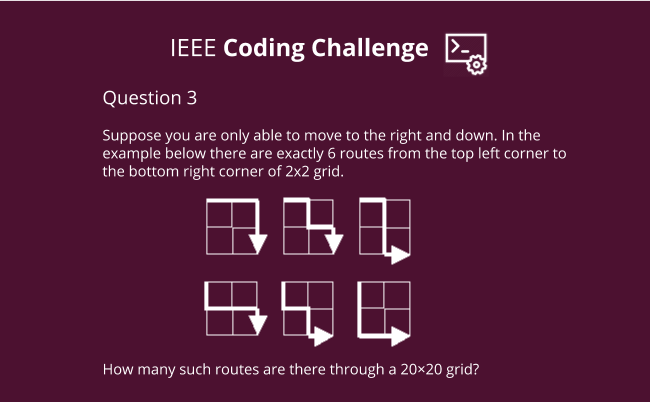 IEEE Coding Challenge
Question 3
Suppose you are only able to move to the right and down. In the
example below there are exactly 6 routes from the top left corner to
the bottom right corner of 2x2 grid.
How many such routes are there through a 20×20 grid?